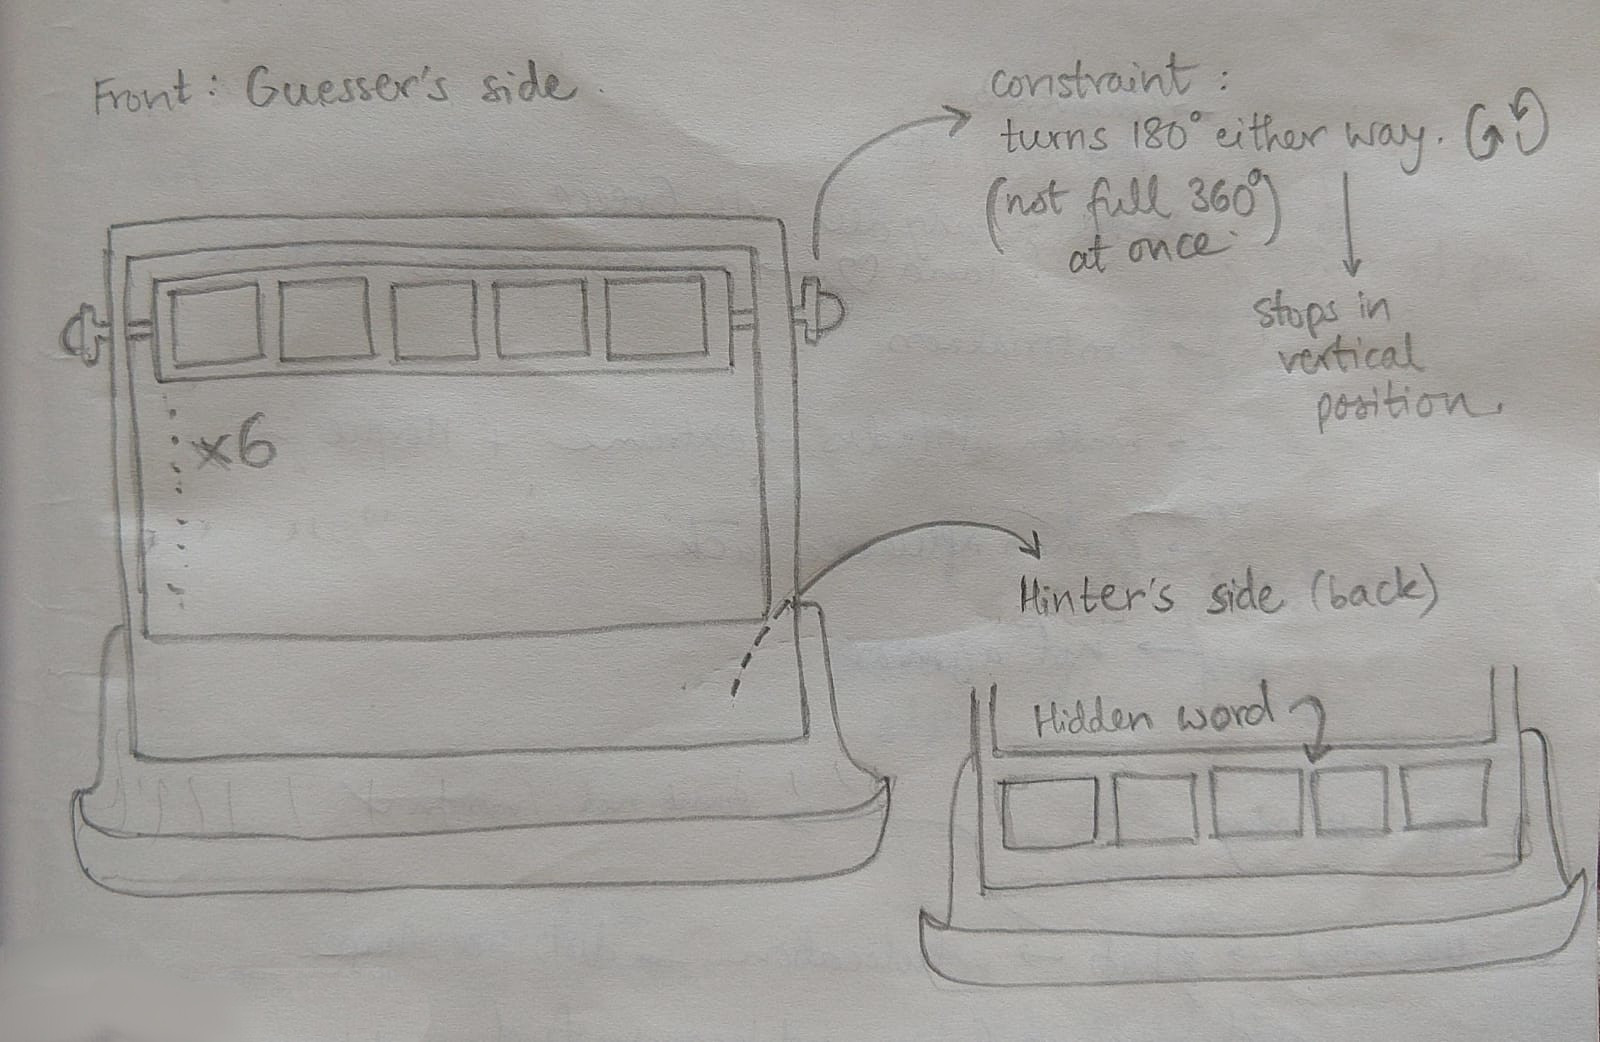 Front: Guesser's side.
constraint:
turns 180° either way.
(not full 360°)
at once.
stops in
vertical
position.
x6
Hinter's side (back)
Hidden word